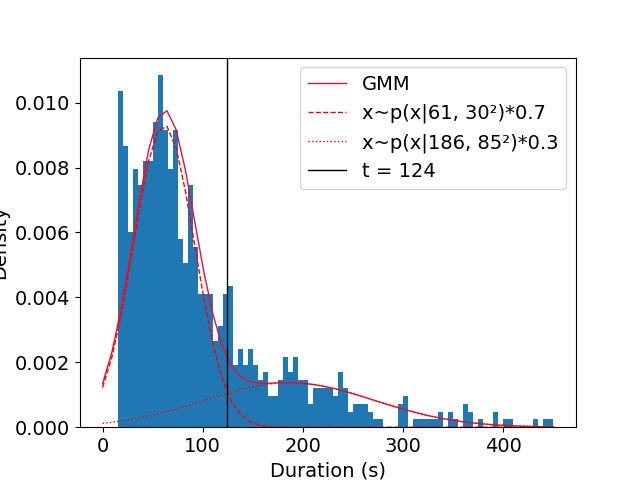 GMM
x~p(x|61, 30²)*0.7
x~p(x|186, 85²)*0.3
t = 124
0.010
0.008
0.006
0.004
0.002
0.000
Density
0 100 200 300 400
Duration (s)